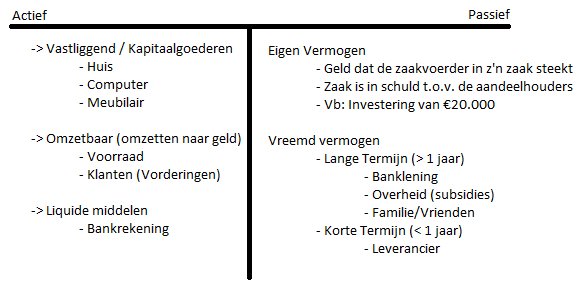 Actief
Passief
-> Vastliggend / Kapitaalgoederen
- Huis
- Computer
- Meubilair
-> Omzetbaar (omzetten naar geld)
- Voorraad
- Klanten (Vorderingen)
-> Liquide middelen
- Bankrekening
Eigen Vermogen
- Geld dat de zaakvoerder in z'n zaak steekt
- Zaak is in schuld t.o.v. de aandeelhouders
- Vb: Investering van €20.000
Vreemd vermogen
- Lange Termijn (> 1 jaar)
- Banklening
- Overheid (subsidies)
- Familie/Vrienden
- Korte Termijn (< 1 jaar)
- Leverancier